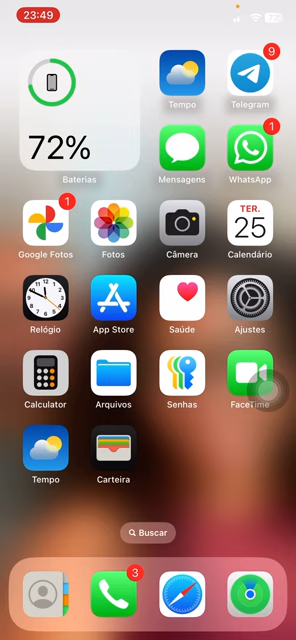 23:49
72
9
Tempo
Telegram
72%
1
Baterias
Mensagens
WhatsApp
1
TER.
25
Google Fotos
Fotos
Câmera
Calendário
Relógio
App Store
Saúde
Ajustes
Calculator
Arquivos
Senhas
FaceTime
Tempo
Carteira
Buscar
3